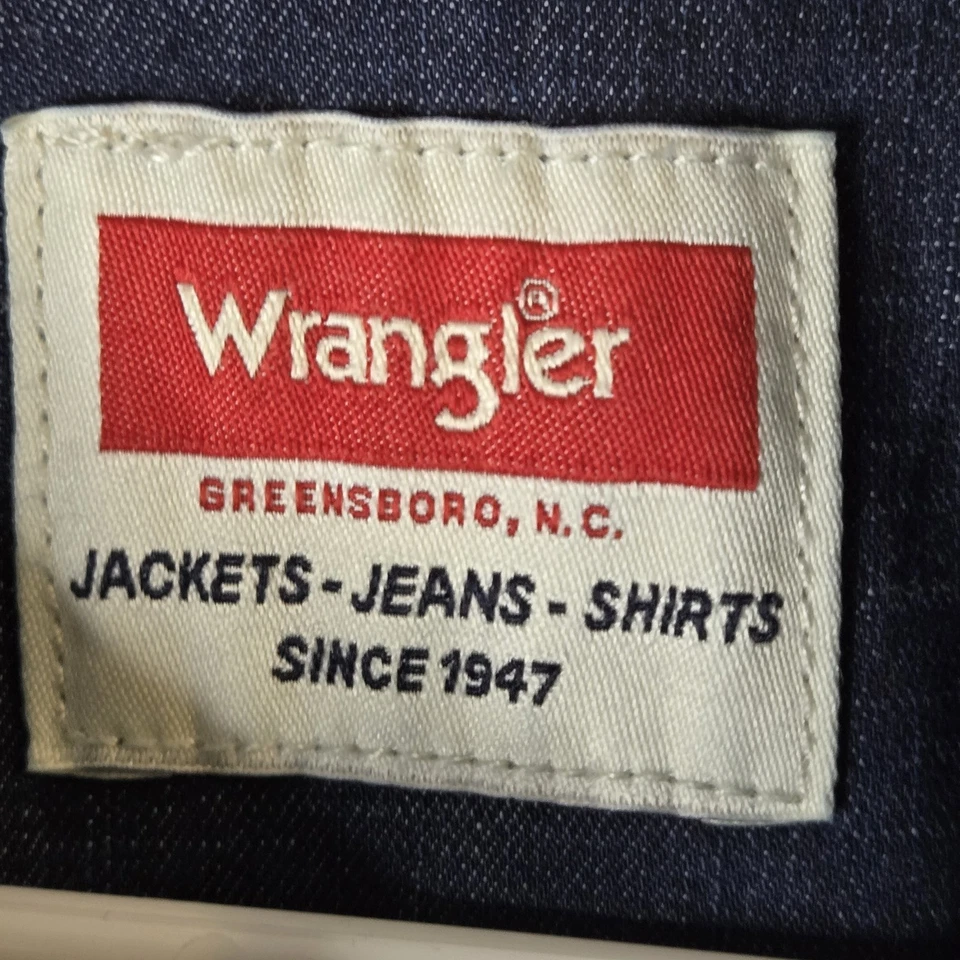 Wrangler®
GREENSBORO, N.C.
JACKETS - JEANS - SHIRTS
SINCE 1947